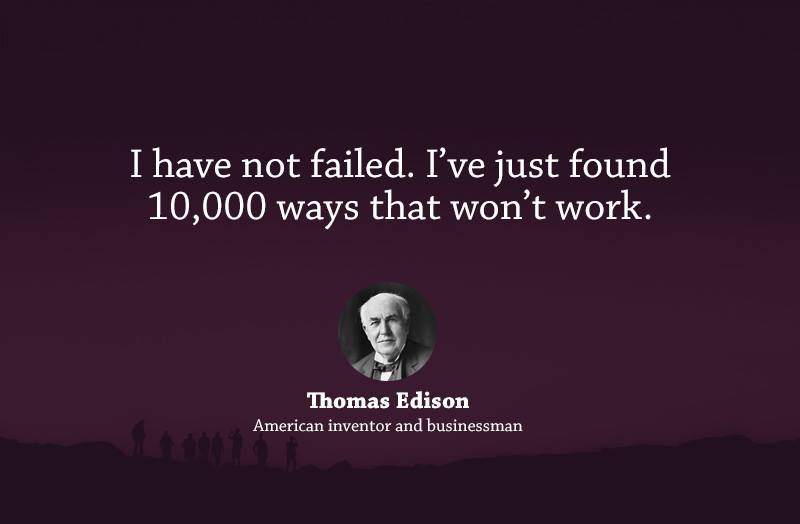 I have not failed. I’ve just found
10,000 ways that won’t work.
Thomas Edison
American inventor and businessman